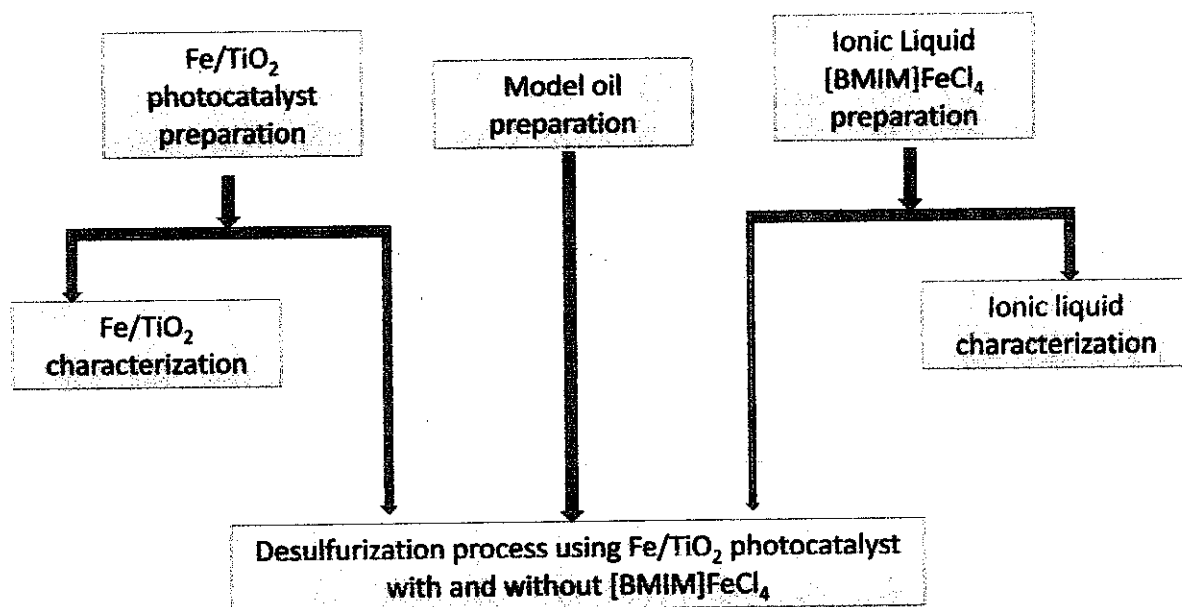 Fe/TiO₂
photocatalyst
preparation
Model oil
preparation
Ionic Liquid
[BMIM]FeCl₄
preparation
Fe/TiO₂
characterization
Ionic liquid
characterization
Desulfurization process using Fe/TiO₂ photocatalyst
with and without [BMIM]FeCl₄